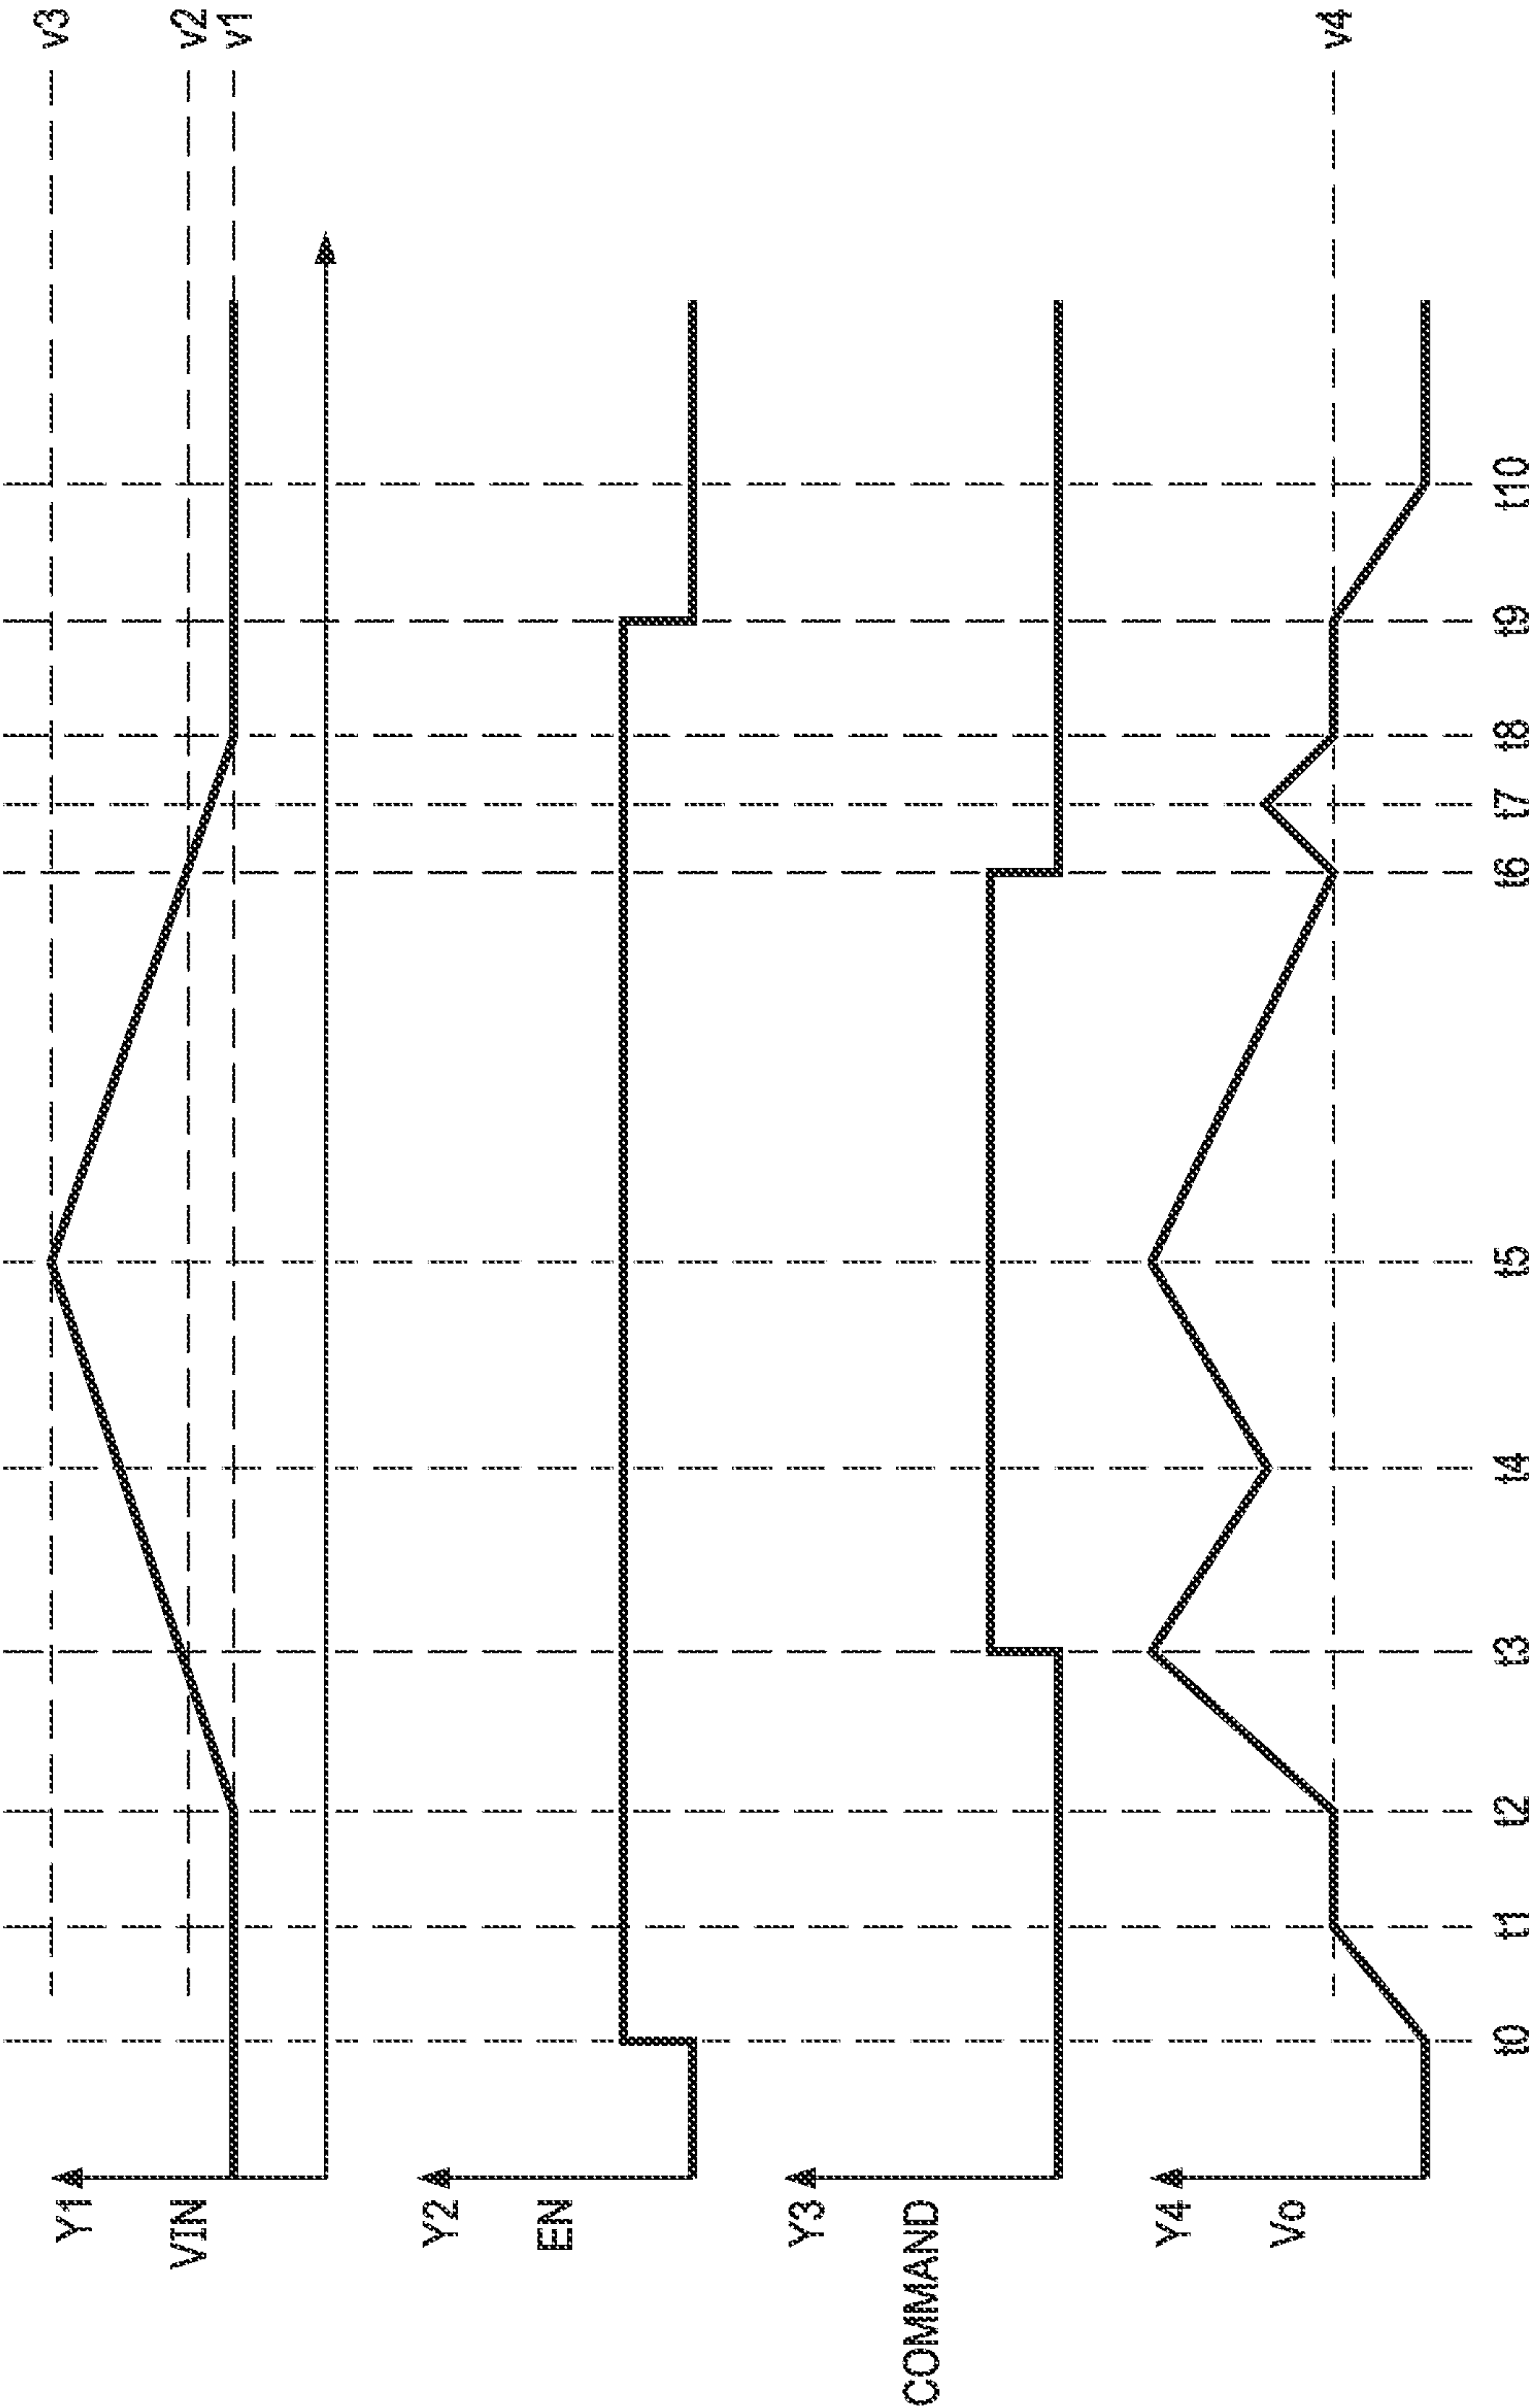 Y1
VIN
v3
v2
v1
Y2
EN
Y3
COMMAND
Y4
Vo
v4
t0 t1 t2 t3 t4 t5 t6 t7 t8 t9 t10